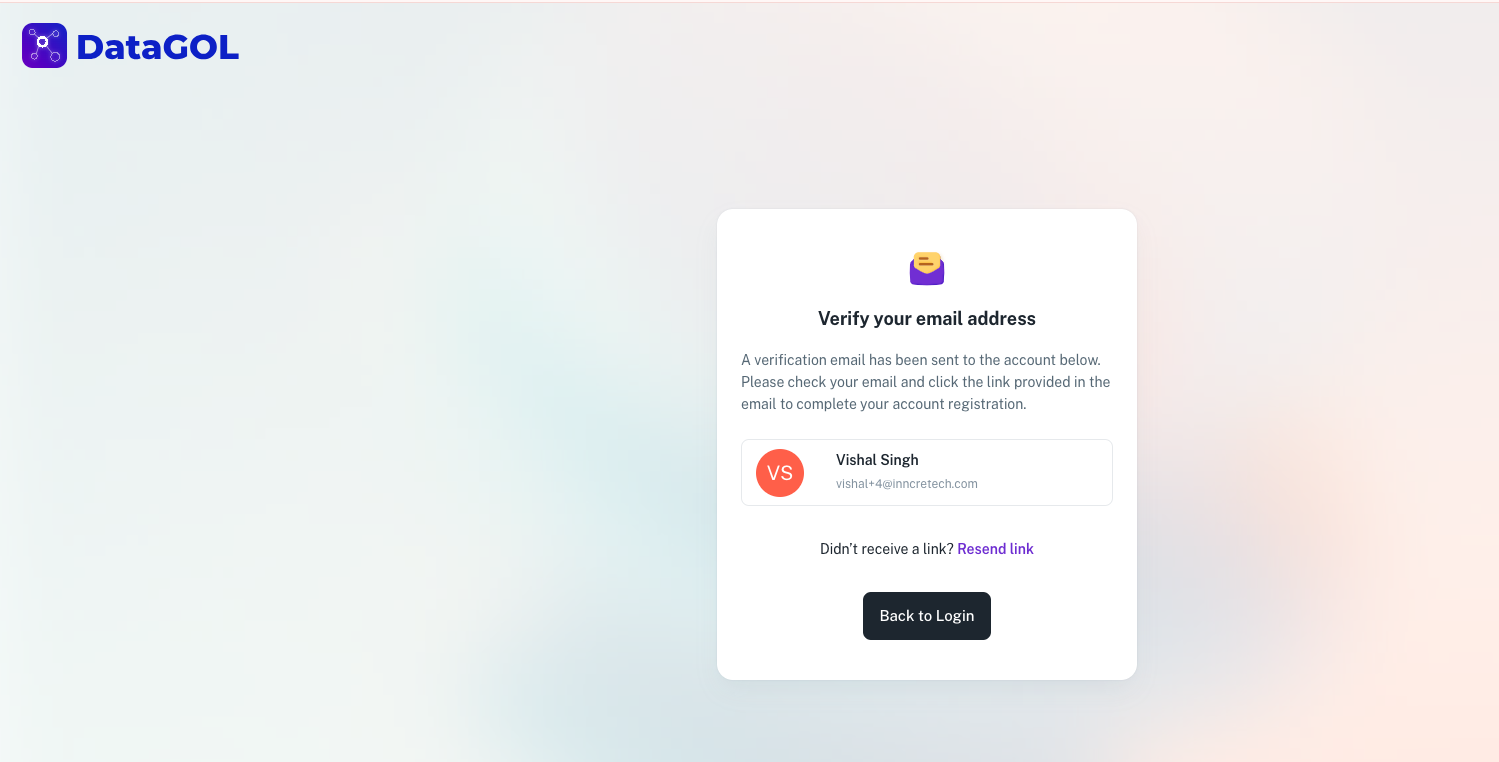 DataGOL
Verify your email address
A verification email has been sent to the account below.
Please check your email and click the link provided in the
email to complete your account registration.
VS
Vishal Singh
vishal+4@inncretech.com
Didn’t receive a link? Resend link
Back to Login